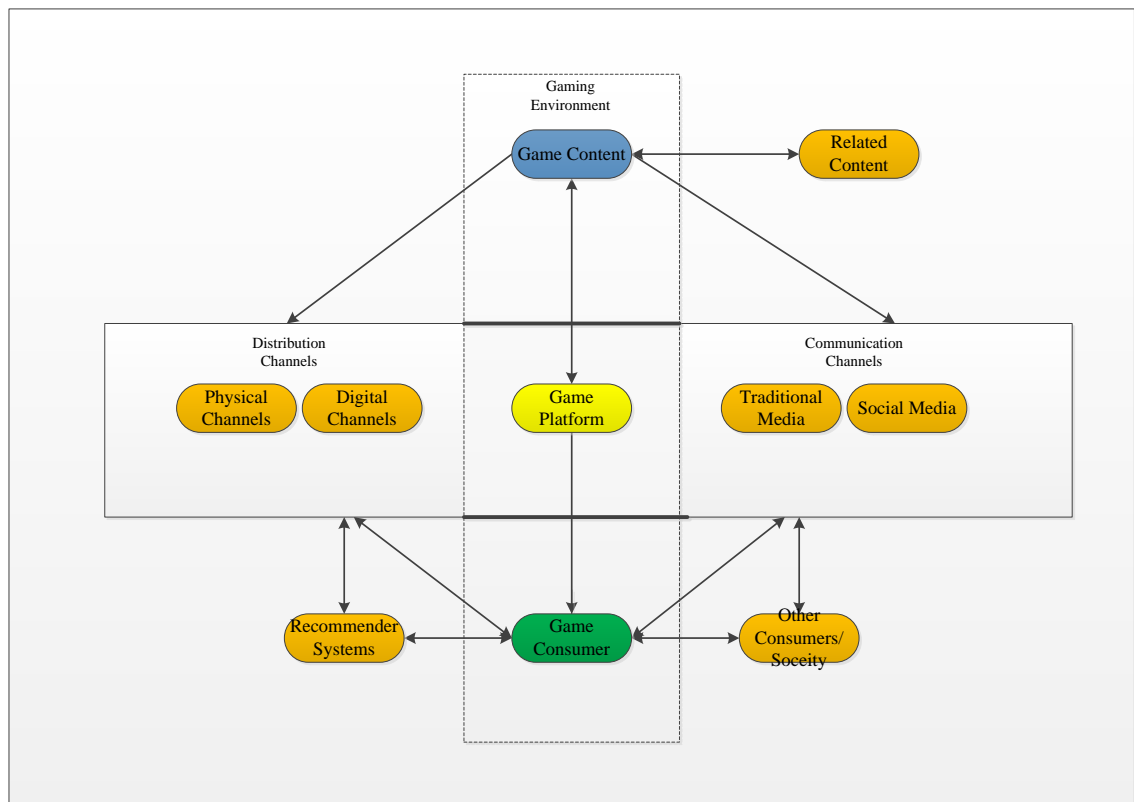 Gaming
Environment
Game Content
Related
Content
Distribution
Channels
Communication
Channels
Physical
Channels
Digital
Channels
Game
Platform
Traditional
Media
Social Media
Recommender
Systems
Game
Consumer
Other
Consumers/
Soceity